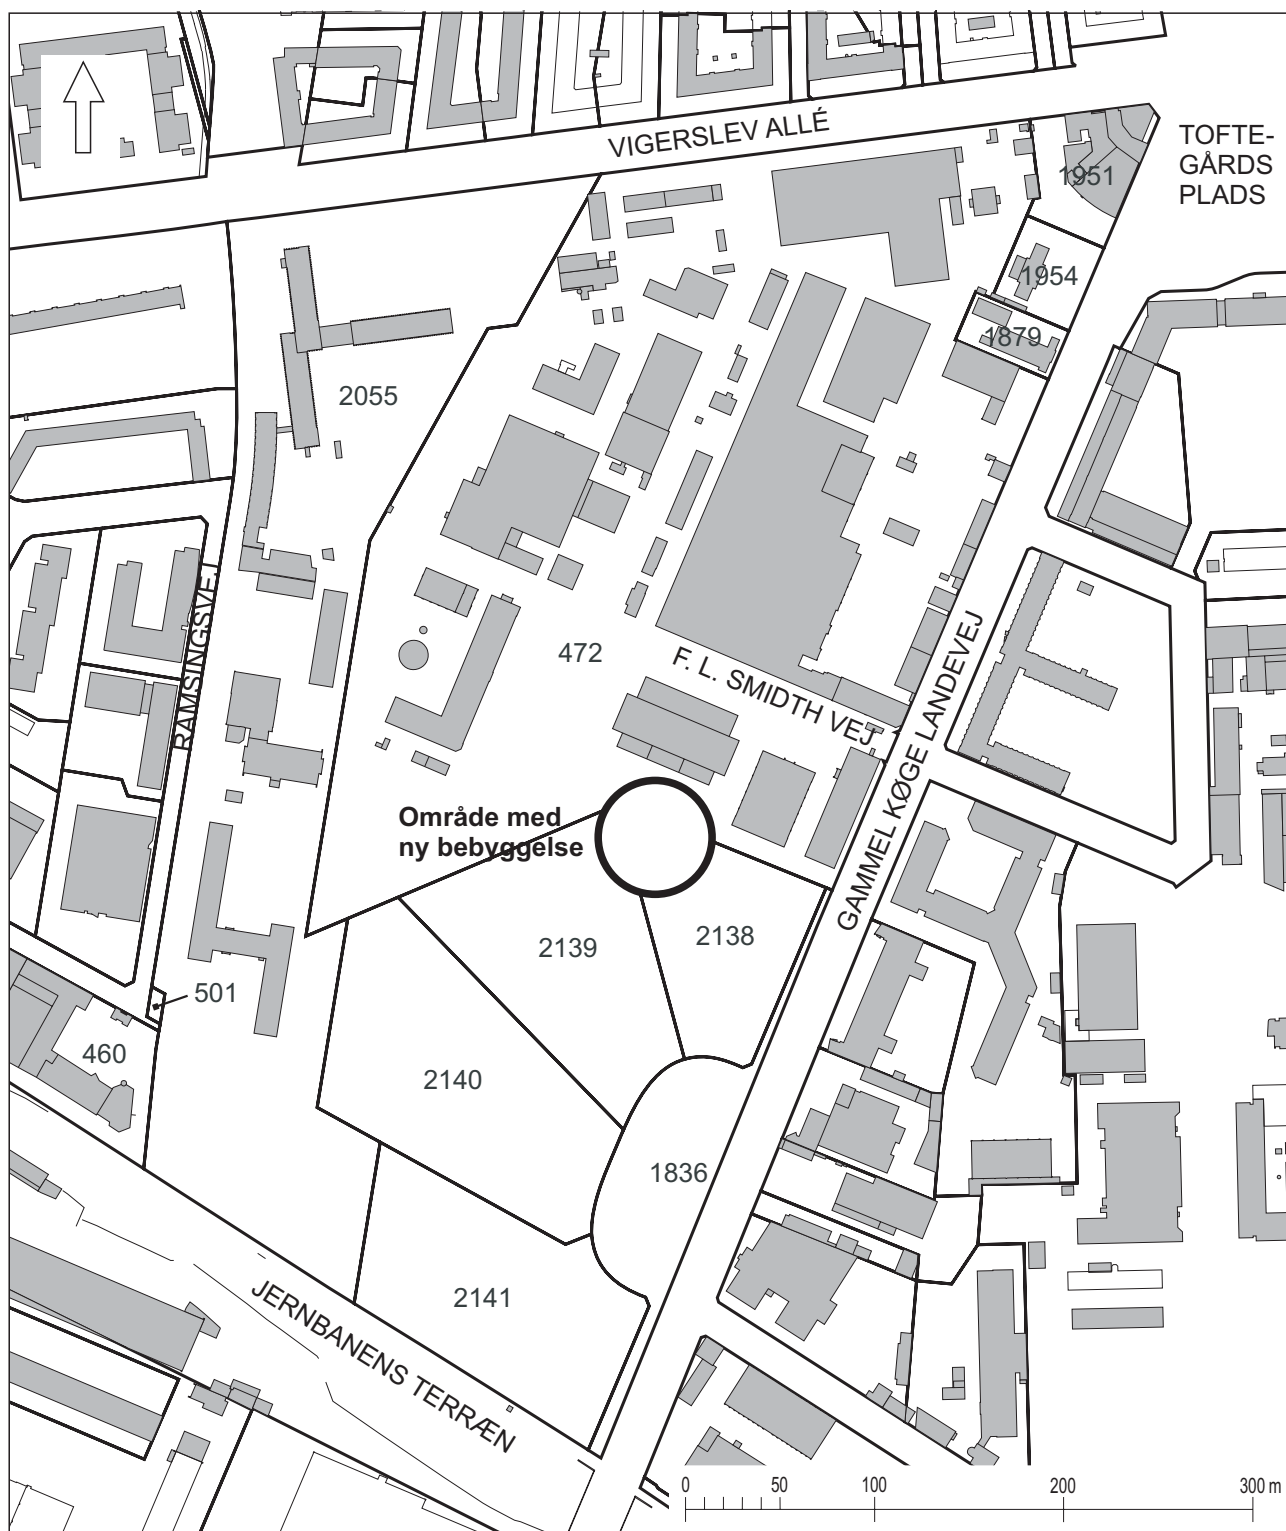 VIGERSLEV ALLÉ
TOFTE-
GÅRDS
PLADS
1951
1954
1879
2055
RAMSINGSVEJ
472
F. L. SMIDTH VEJ
GAMMEL KØGE LANDEVEJ
Område med
ny bebyggelse
2139
2138
501
460
2140
1836
2141
JERNBANENS TERRÆN
0 50 100 200 300 m